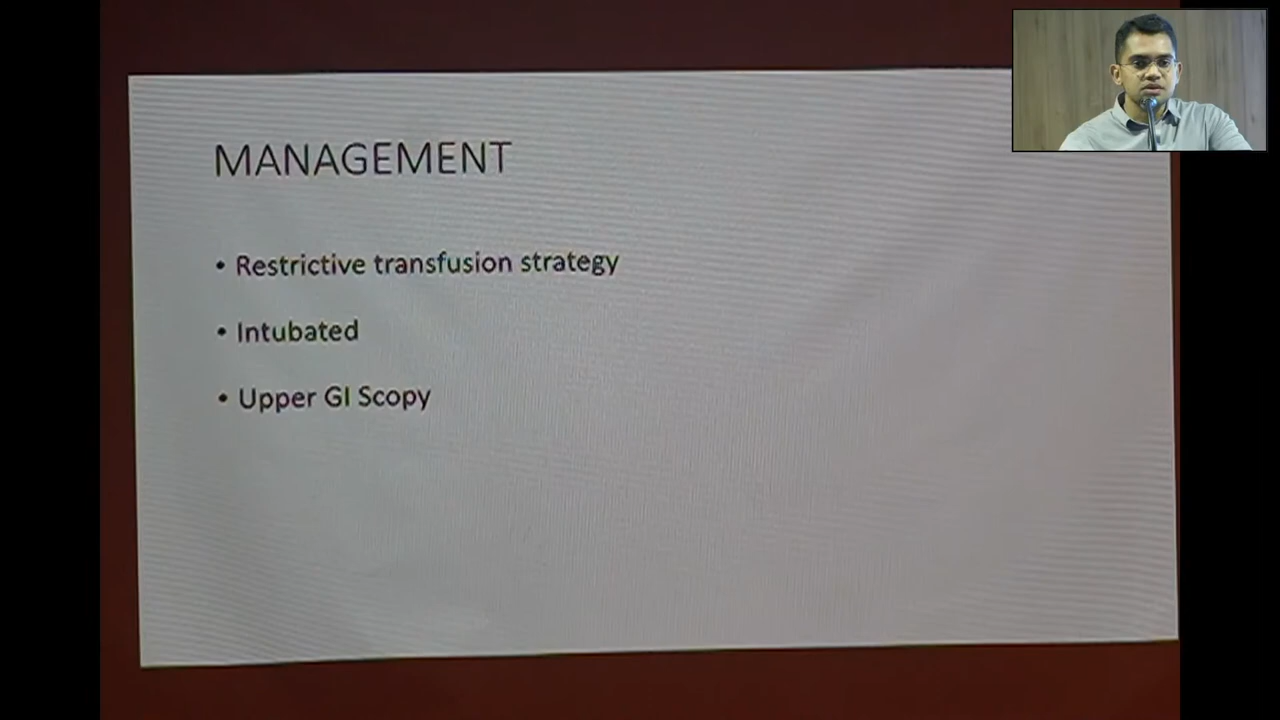 MANAGEMENT
• Restrictive transfusion strategy
• Intubated
• Upper GI Scopy